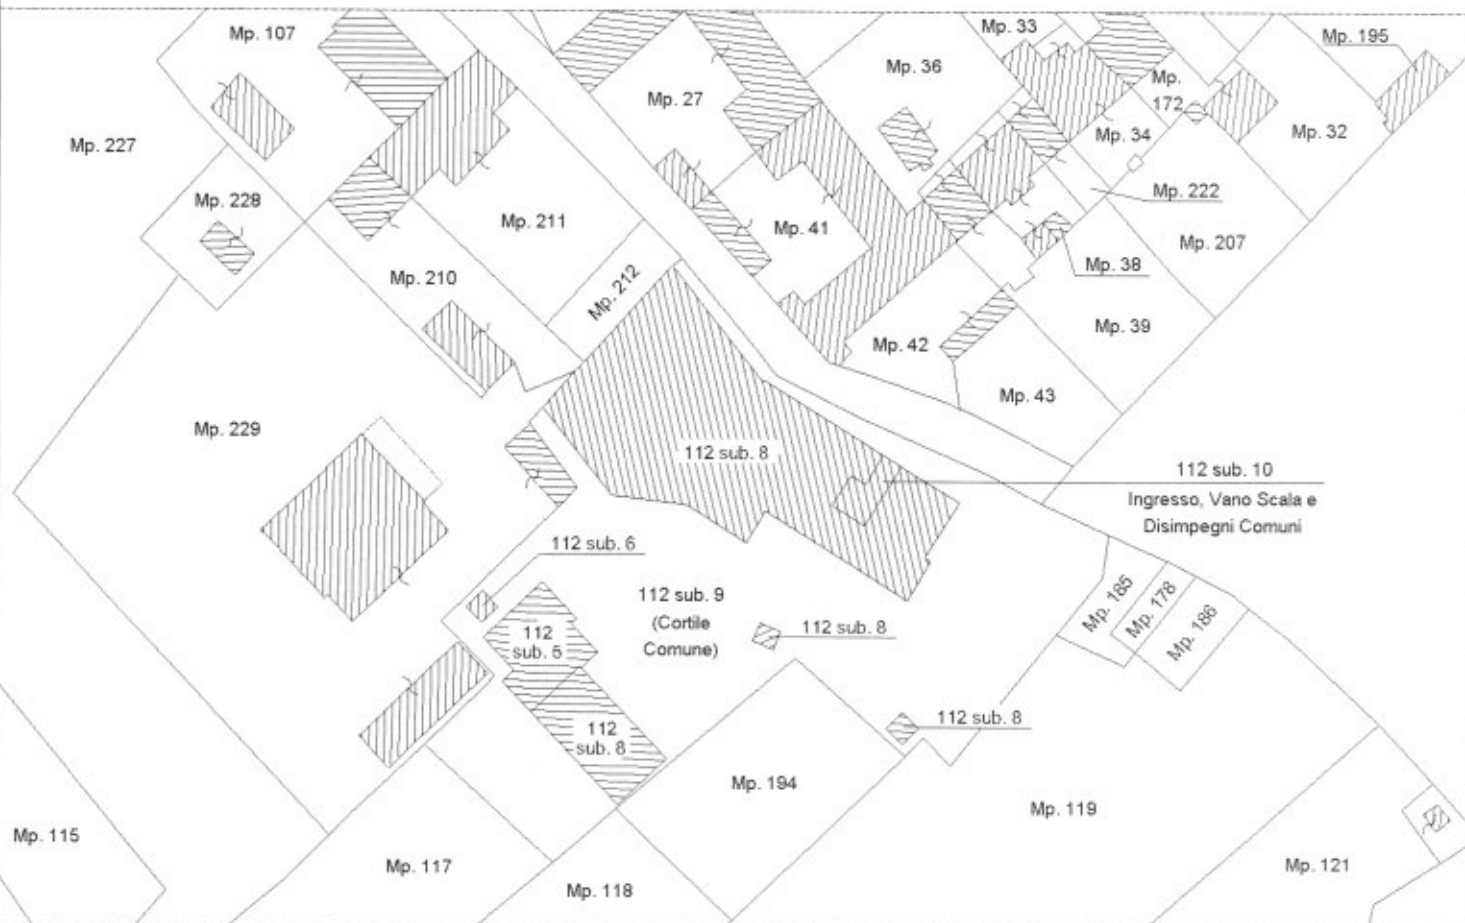 Mp. 107
Mp. 33
Mp. 195
Mp. 36
Mp.
172
Mp. 27
Mp. 32
Mp. 34
Mp. 227
Mp. 222
Mp. 228
Mp. 211
Mp. 41
Mp. 207
Mp. 38
Mp. 210
Mp. 212
Mp. 39
Mp. 42
Mp. 43
Mp. 229
112 sub. 8
112 sub. 10
Ingresso, Vano Scala e
Disimpegni Comuni
112 sub. 6
112 sub. 9
(Cortile
Comune)
112
sub. 5
112 sub. 8
Mp. 185
Mp. 178
Mp. 186
112
sub. 8
112 sub. 8
Mp. 194
Mp. 119
Mp. 115
Mp. 117
Mp. 118
Mp. 121